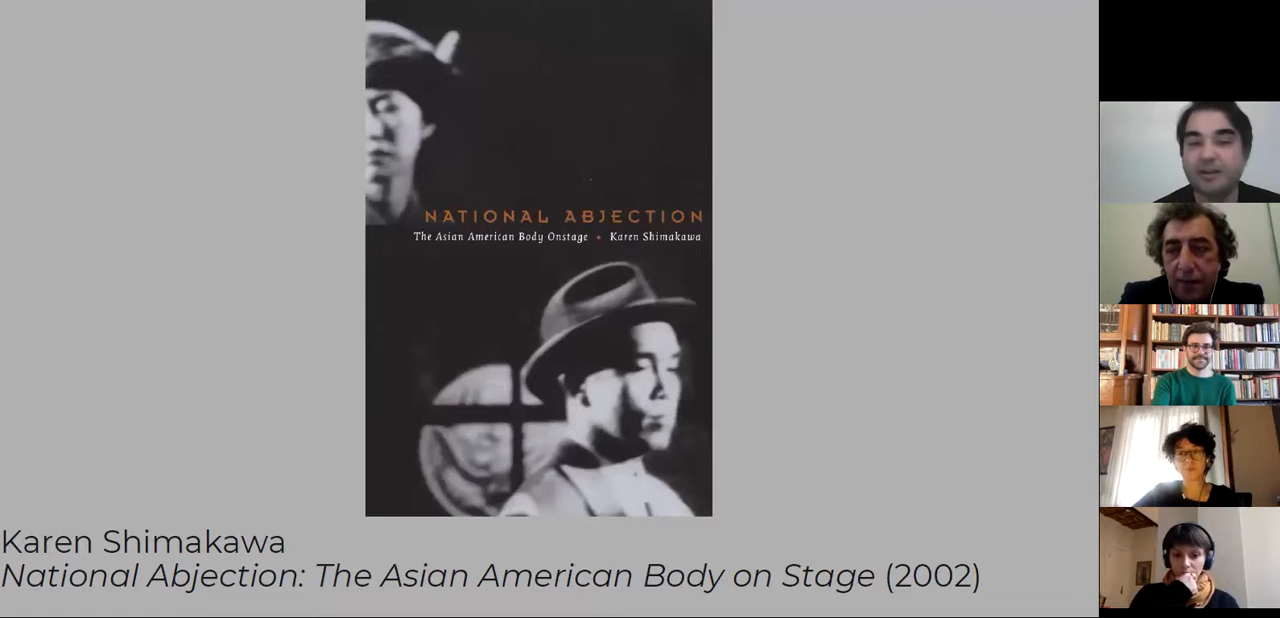 NATIONAL ABJECTION
The Asian American Body Onstage • Karen Shimakawa
Karen Shimakawa
National Abjection: The Asian American Body on Stage (2002)